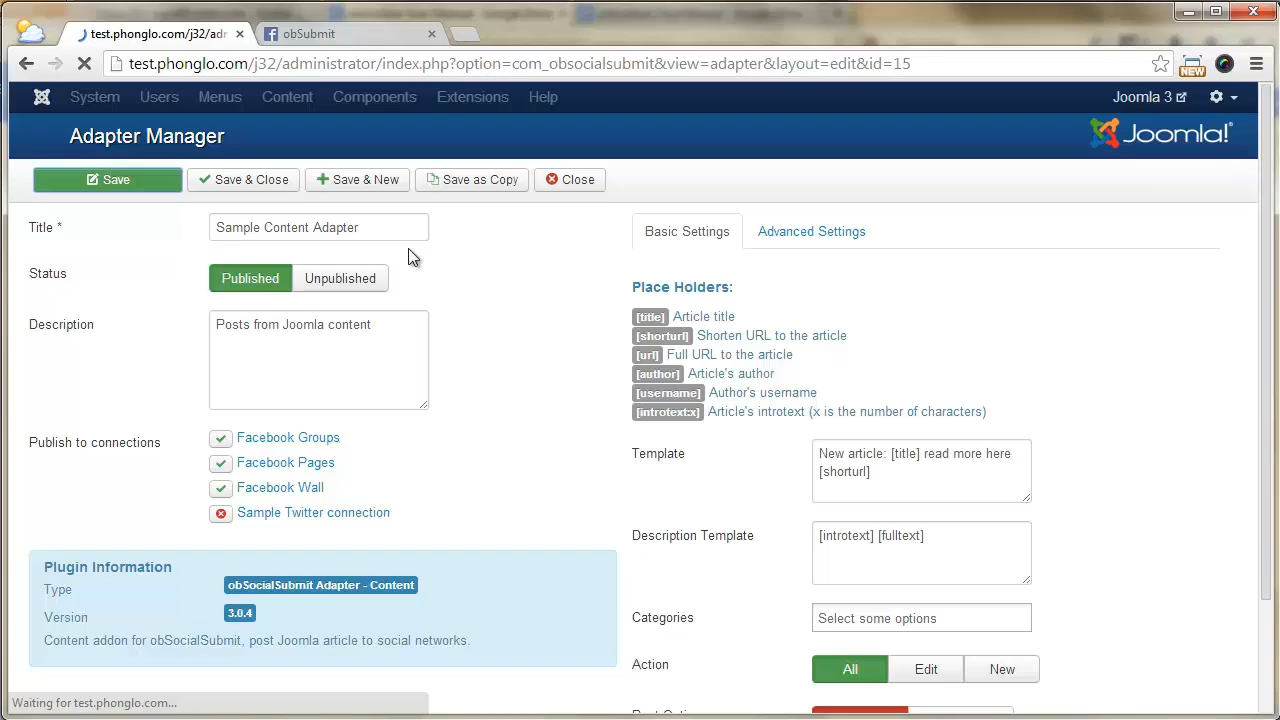 test.phonglo.com/j32/adr
obSubmit
test.phonglo.com/j32/administrator/index.php?option=com_obsocialsubmit&view=adapter&layout=edit&id=15
NEW
System Users Menus Content Components Extensions Help
Joomla 3
Adapter Manager
Joomla!
Save
Save & Close
Save & New
Save as Copy
Close
Title *
Sample Content Adapter
Status
Published Unpublished
Description
Posts from Joomla content
Publish to connections
Facebook Groups
Facebook Pages
Facebook Wall
Sample Twitter connection
Plugin Information
Type
obSocialSubmit Adapter - Content
Version
3.0.4
Content addon for obSocialSubmit, post Joomla article to social networks.
Basic Settings Advanced Settings
Place Holders:
[title] Article title
[shorturl] Shorten URL to the article
[url] Full URL to the article
[author] Article's author
[username] Author's username
[introtext:x] Article's introtext (x is the number of characters)
Template
New article: [title] read more here
[shorturl]
Description Template
[introtext] [fulltext]
Categories
Select some options
Action
All Edit New
Waiting for test.phonglo.com...